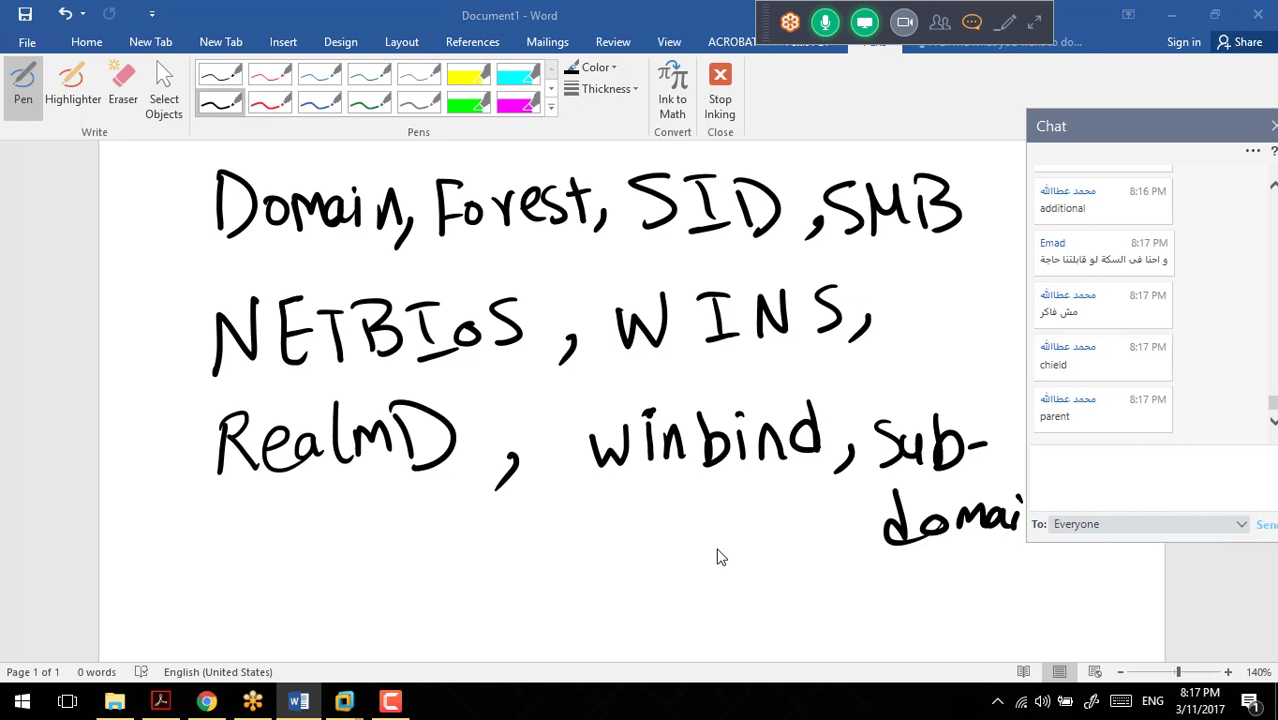 Document1 - Word
File Home New Tab New Tab Insert Design Layout References Mailings Review View ACROBAT Sign in Share
Pen Highlighter Eraser Select Objects Color Thickness Ink to Math Stop Inking
Write Pens Convert Close
Domain, Forest, SID, SMB
NETBIoS, WINS,
RealmD, winbind, sub-
domai
Chat
محمد عطاالله 8:16 PM
additional
Emad 8:17 PM
و احنا فى السكة لو قابلتنا حاجة
محمد عطاالله 8:17 PM
مش فاكر
محمد عطاالله 8:17 PM
chield
محمد عطاالله 8:17 PM
parent
To: Everyone Sen
Page 1 of 1 0 words English (United States) 140%
ENG 8:17 PM
3/11/2017